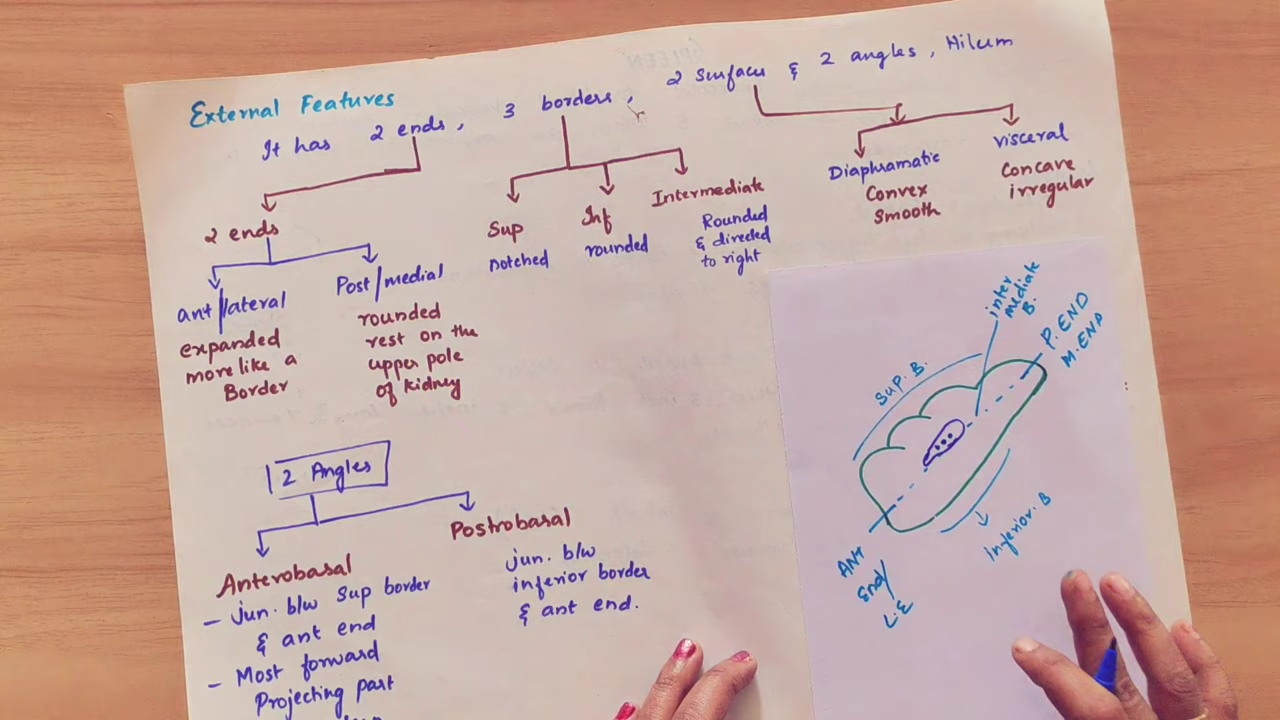 External Features
It has 2 ends, 3 borders, 2 surfaces & 2 angles, Hilum
2 ends
ant/lateral
expanded
more like a
Border
Post/medial
rounded
rest on the
upper pole
of kidney
Sup
notched
Inf
rounded
Intermediate
Rounded
& directed
to right
Diaphramatic
Convex
Smooth
visceral
Concave
irregular
2 Angles
Anterobasal
- Jun. b/w Sup border
& ant end
- Most forward
Projecting part
Postrobasal
jun. b/w
inferior border
& ant end.
Sup. B.
inter
mediate
B.
P. END
M. END
inferior. B
ANT
End/
L.E
SPLEEN